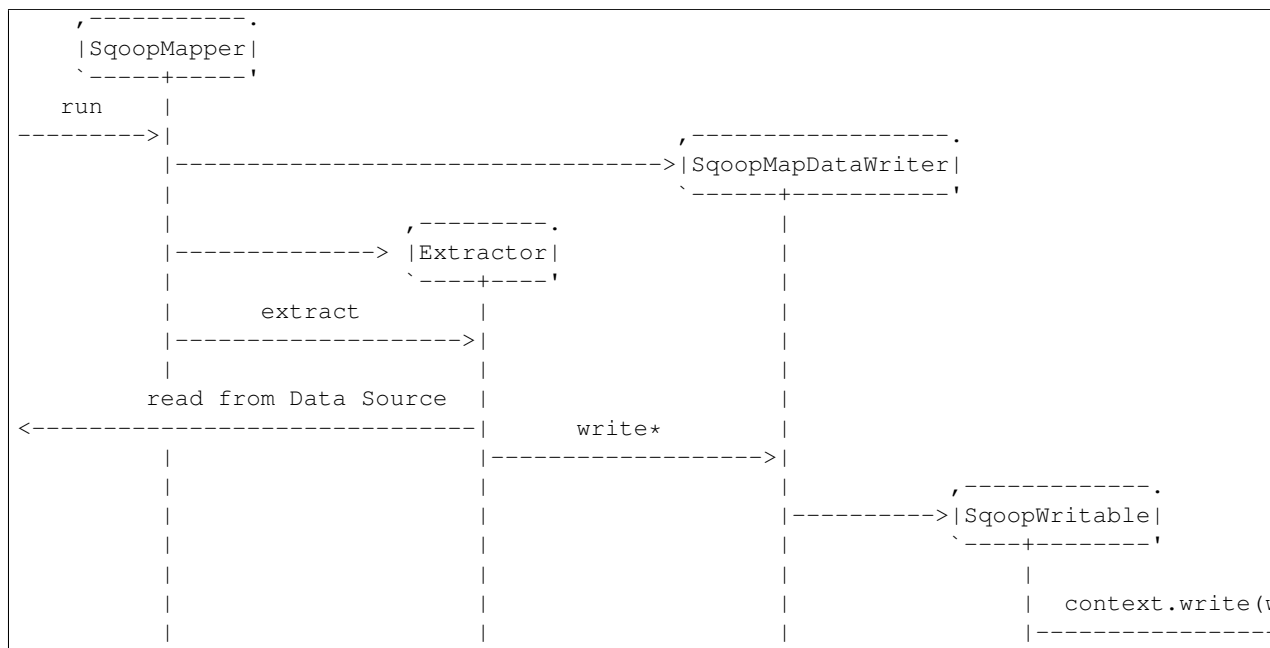 ,-----------.
|SqoopMapper|
`-----+-----'
run |
--------->|
,------------------.
|---------------------------------->|SqoopMapDataWriter|
| `------+-----------'
| ,---------. |
|--------------> |Extractor| |
| `----+----' |
| extract | |
|-------------------->| |
| | |
read from Data Source | |
<-------------------------------| write* |
| |------------------->|
| | | ,-------------.
| | |---------->|SqoopWritable|
| | | `----+--------'
| | | |
| | | | context.write(w
| | | |------------------